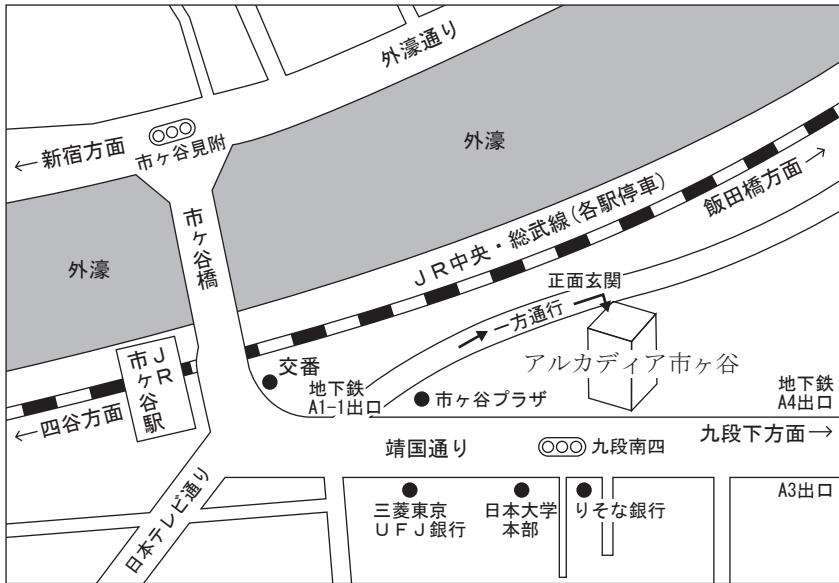 外濠通り
←新宿方面
市ヶ谷見附
外濠
飯田橋方面→
市ヶ谷橋
JR中央・総武線(各駅停車)
外濠
正面玄関
一方通行
アルカディア市ヶ谷
JR
市ヶ谷駅
交番
地下鉄
A1-1出口
市ヶ谷プラザ
地下鉄
A4出口
←四谷方面
靖国通り
九段南四
九段下方面→
日本テレビ通り
三菱東京
UFJ銀行
日本大学
本部
りそな銀行
A3出口